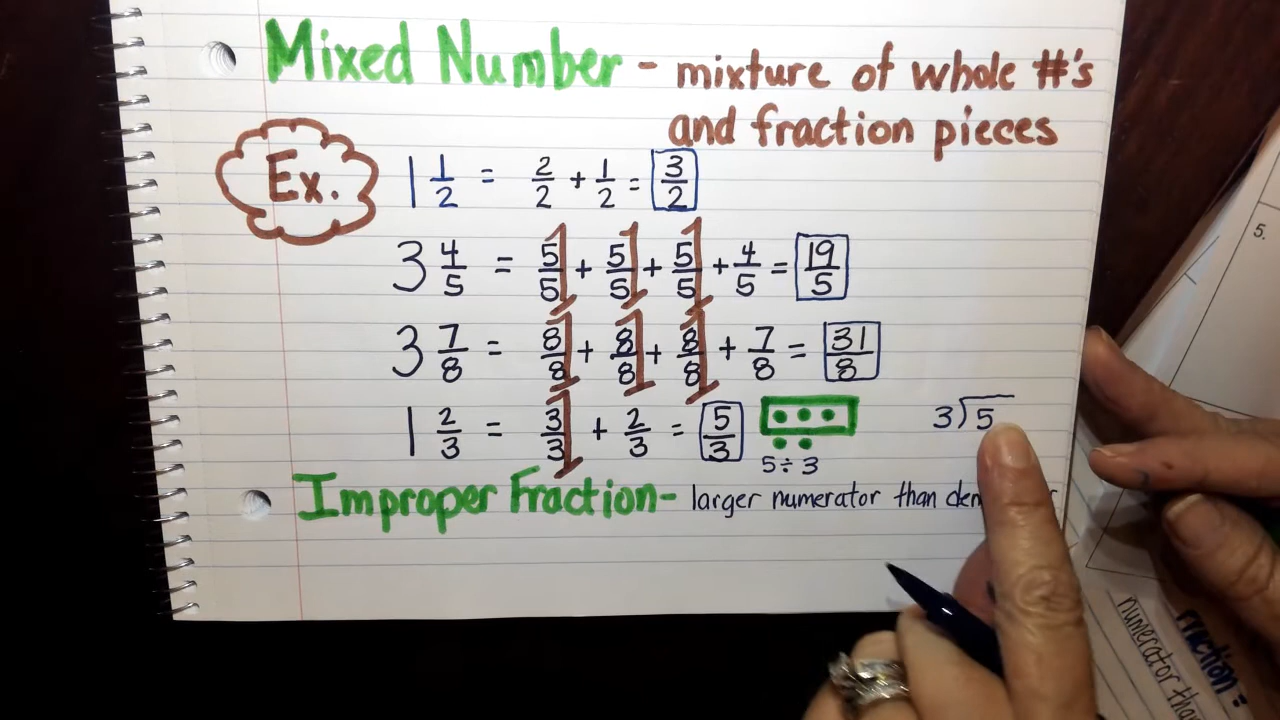 Mixed Number - mixture of whole #'s
and fraction pieces
Ex.
1 1/2 = 2/2 + 1/2 = 3/2
3 4/5 = 5/5 + 5/5 + 5/5 + 4/5 = 19/5
3 7/8 = 8/8 + 8/8 + 8/8 + 7/8 = 31/8
1 2/3 = 3/3 + 2/3 = 5/3
5 ÷ 3
3)5
Improper Fraction - larger numerator than
5.
numerator